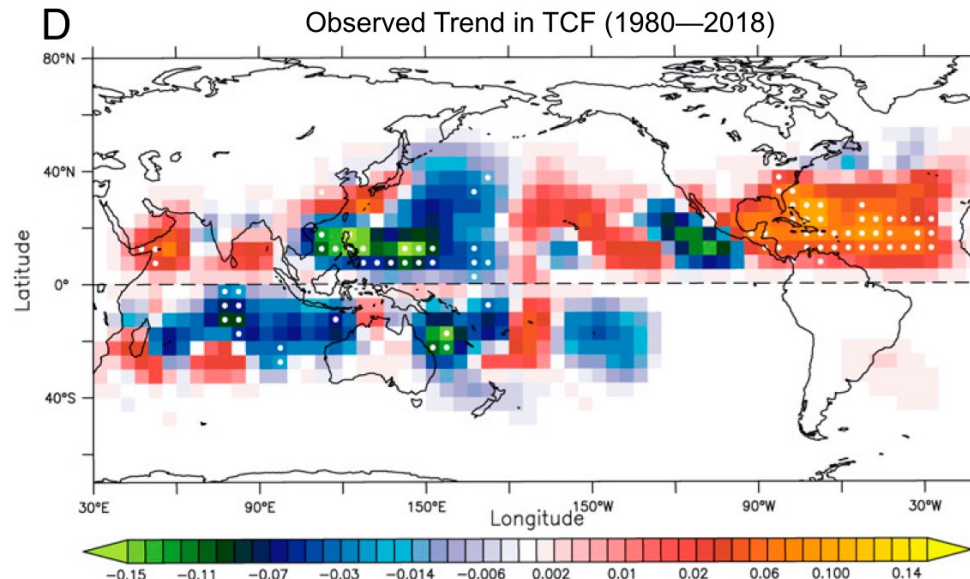 D
Observed Trend in TCF (1980—2018)
80°N
40°N
0°
40°S
Latitude
30°E 90°E 150°E 150°W 90°W 30°W
Longitude
−0.15 −0.11 −0.07 −0.03 −0.014 −0.006 0.002 0.01 0.02 0.06 0.100 0.14